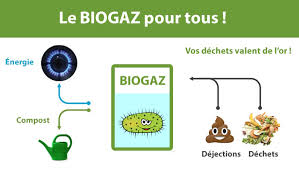 Le BIOGAZ pour tous !
Énergie
Vos déchets valent de l'or !
BIOGAZ
Compost
Déjections
Déchets